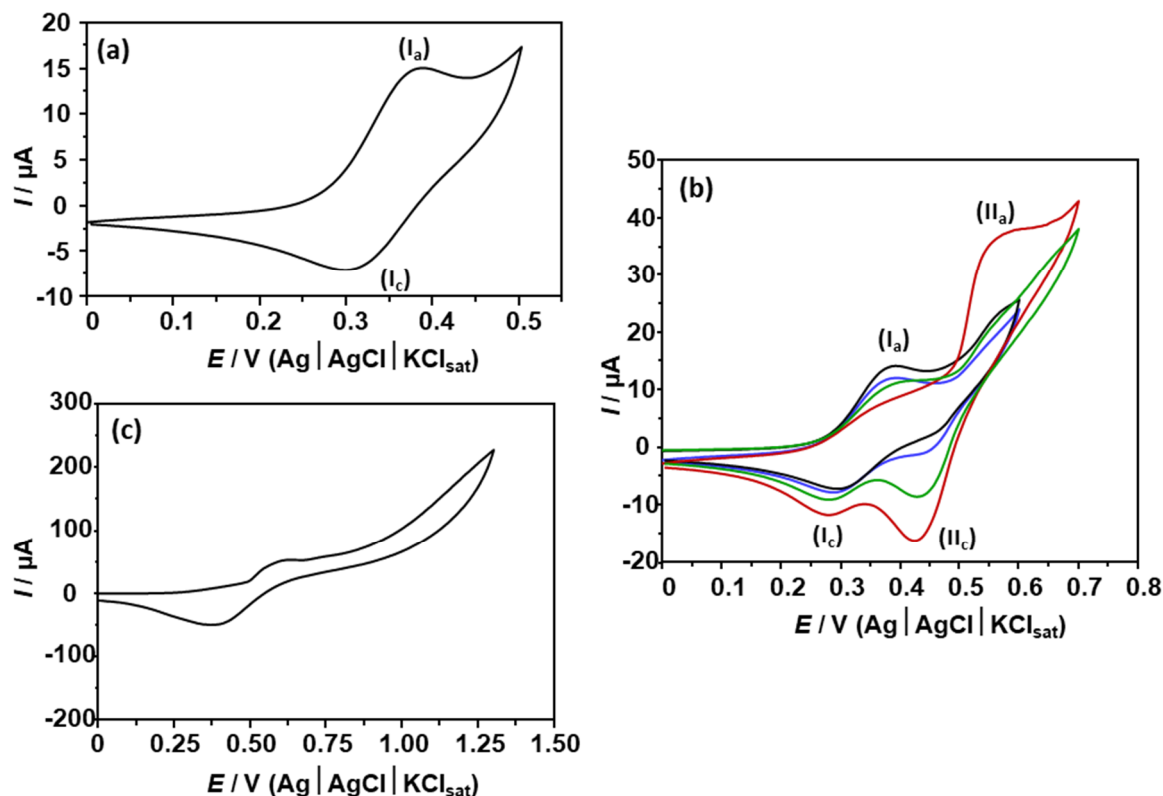 (a)
20
15
10
5
0
-5
-10
I / µA
(Ia)
(Ic)
0 0.1 0.2 0.3 0.4 0.5
E / V (Ag|AgCl|KClsat)
(b)
50
40
30
20
10
0
-10
-20
I / µA
(IIa)
(Ia)
(Ic)
(IIc)
0 0.1 0.2 0.3 0.4 0.5 0.6 0.7 0.8
E / V (Ag|AgCl|KClsat)
(c)
300
200
100
0
-100
-200
I / µA
0 0.25 0.50 0.75 1.00 1.25 1.50
E / V (Ag|AgCl|KClsat)